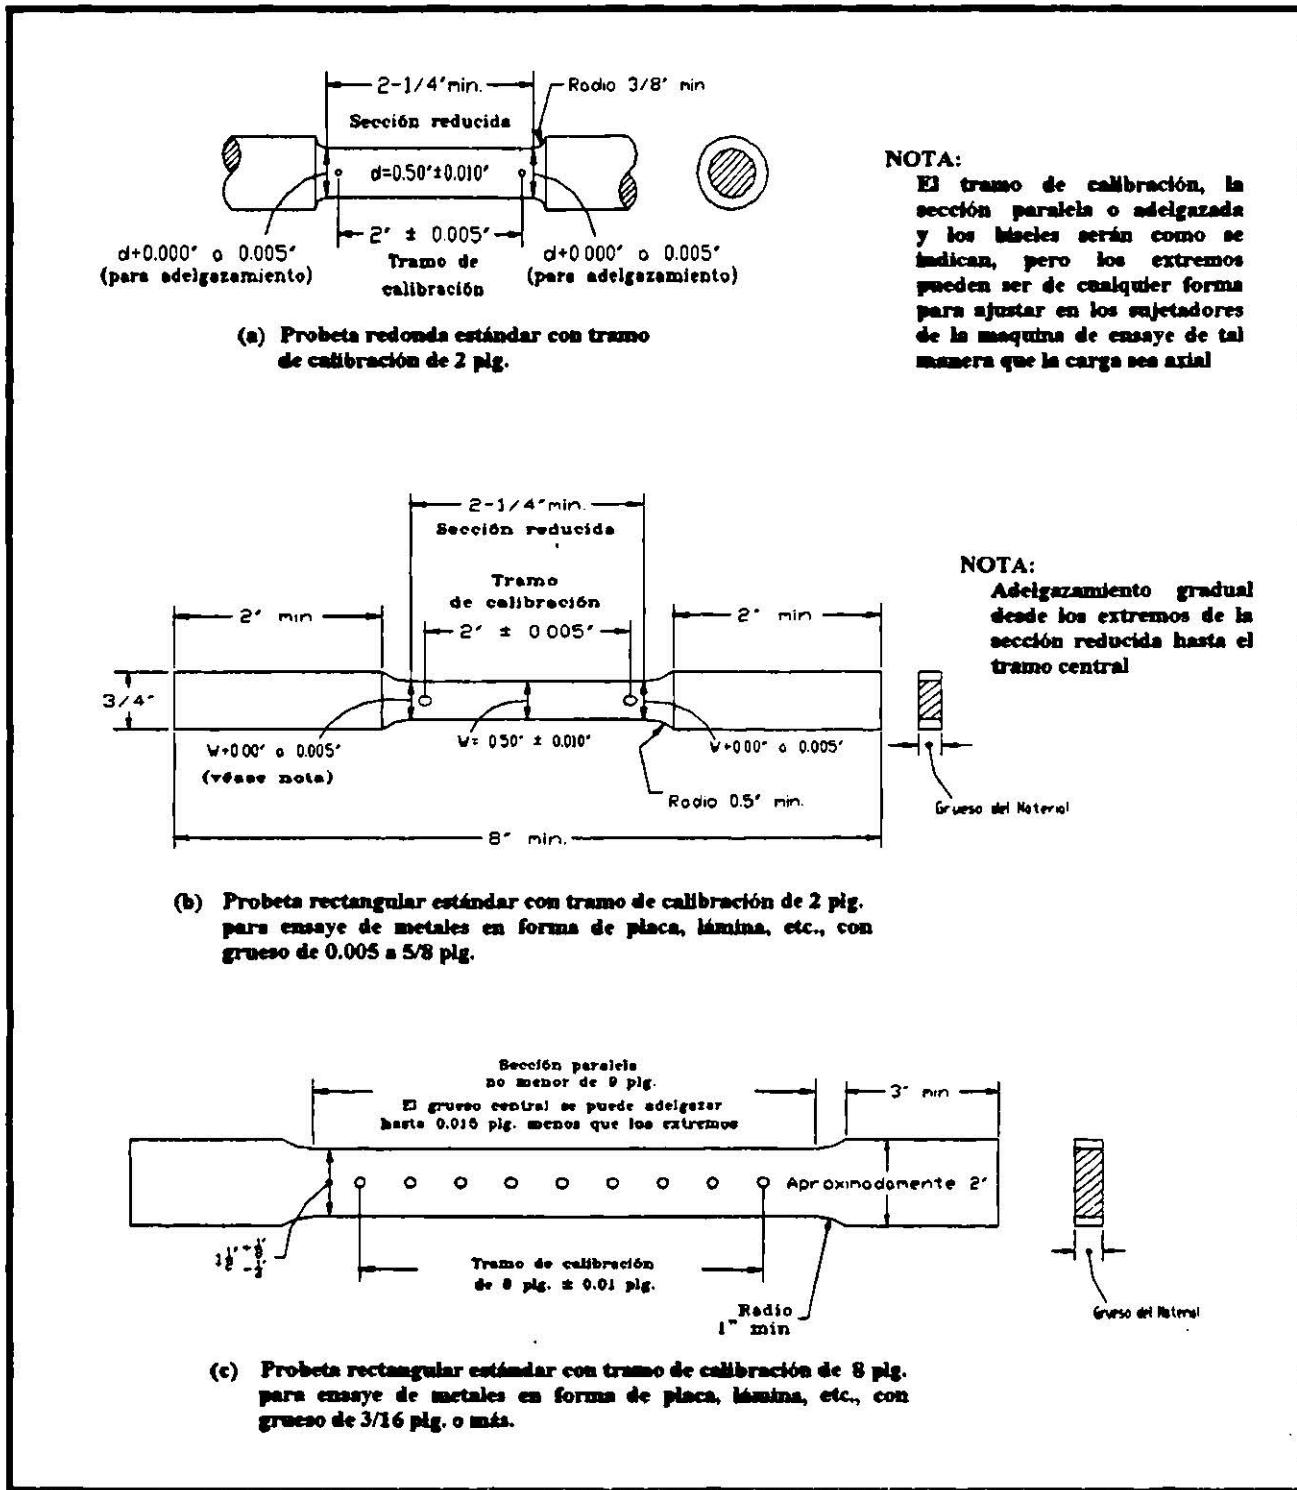 2-1/4"min.
Radio 3/8" min
Sección reducida
d=0.50"±0.010"
d+0.000" a 0.005"
(para adelgazamiento)
2" ± 0.005"
Tramo de
calibración
d+0.000" a 0.005"
(para adelgazamiento)
(a) Probeta redonda estándar con tramo
de calibración de 2 plg.
NOTA:
El tramo de calibración, la
sección paralela o adelgazada
y los biseles serán como se
indican, pero los extremos
pueden ser de cualquier forma
para ajustar en los sujetadores
de la maquina de ensaye de tal
manera que la carga sea axial
2-1/4"min.
Sección reducida
Tramo
de calibración
2" min
2" ± 0.005"
2" min
3/4"
W+0.00" a 0.005"
(véase nota)
W= 0.50" ± 0.010"
W+0.00" a 0.005"
Radio 0.5" min.
8" min.
Grueso del Material
NOTA:
Adelgazamiento gradual
desde los extremos de la
sección reducida hasta el
tramo central
(b) Probeta rectangular estándar con tramo de calibración de 2 plg.
para ensaye de metales en forma de placa, lámina, etc., con
grueso de 0.005 a 5/8 plg.
Sección paralela
no menor de 9 plg.
El grueso central se puede adelgazar
hasta 0.015 plg. menos que los extremos
3" min
Aproximadamente 2"
Tramo de calibración
de 8 plg. ± 0.01 plg.
Radio
1" min
Grueso del Material
(c) Probeta rectangular estándar con tramo de calibración de 8 plg.
para ensaye de metales en forma de placa, lámina, etc., con
grueso de 3/16 plg. o más.